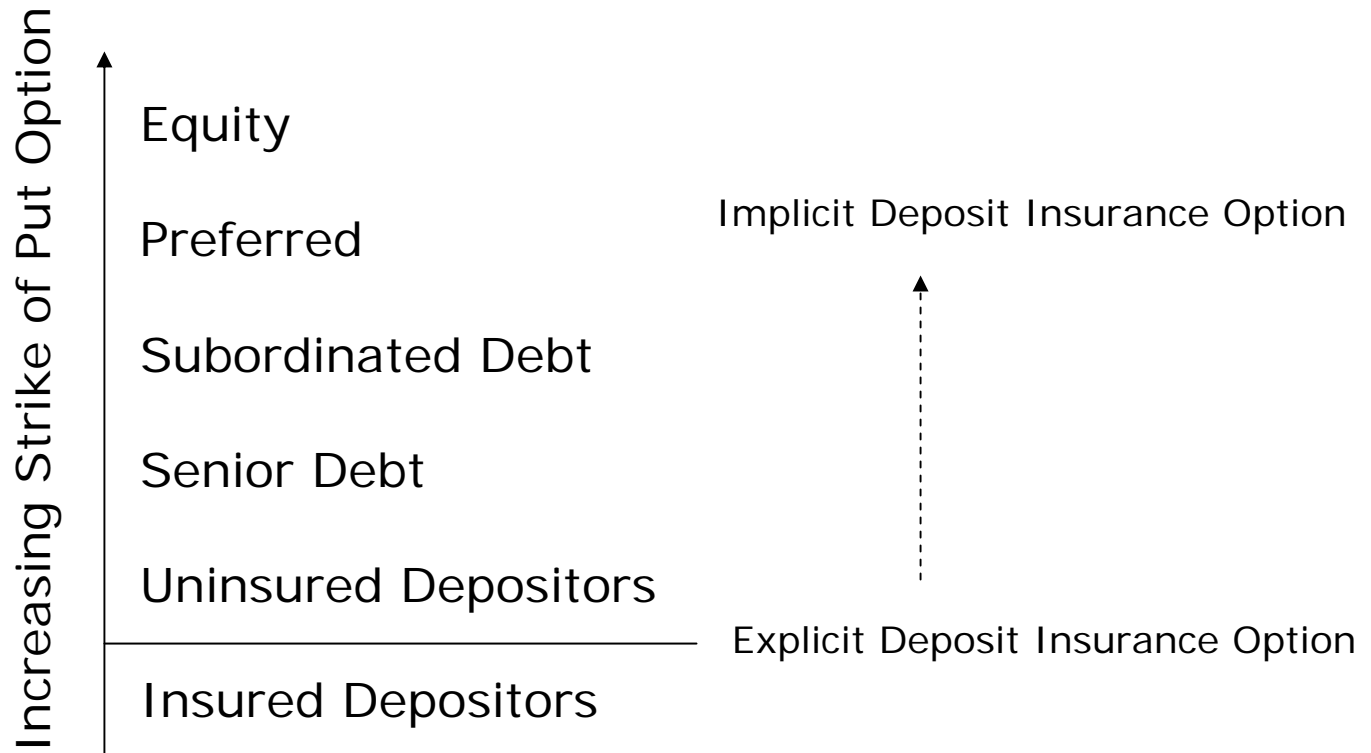 Increasing Strike of Put Option
Equity
Implicit Deposit Insurance Option
Preferred
Subordinated Debt
Senior Debt
Uninsured Depositors
Explicit Deposit Insurance Option
Insured Depositors